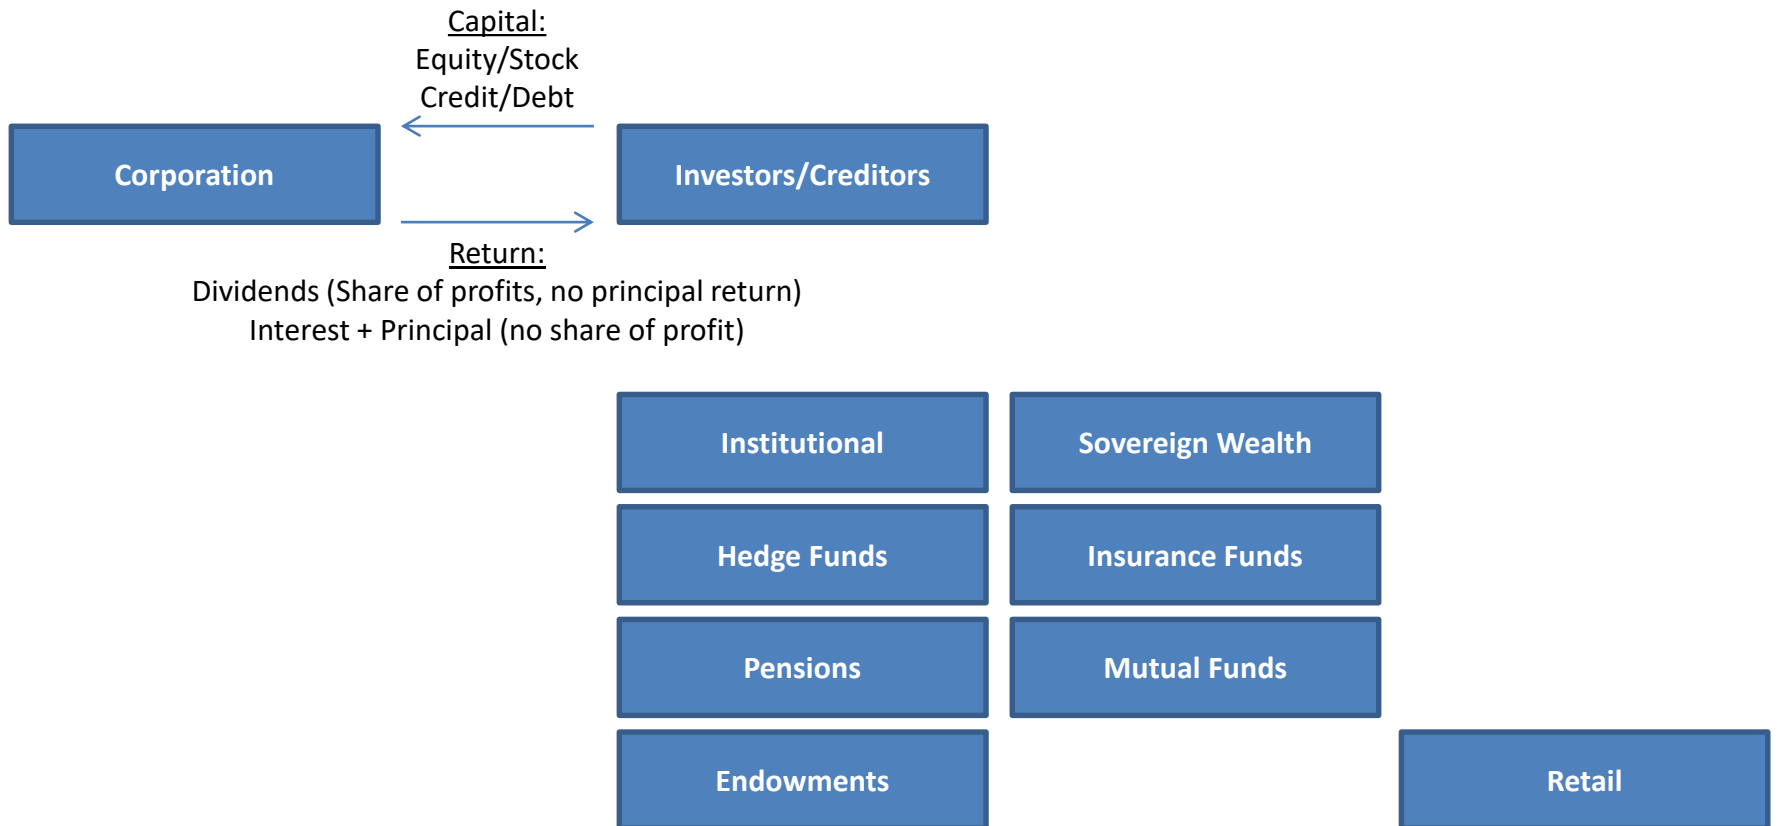 Capital:
Equity/Stock
Credit/Debt
Corporation
Investors/Creditors
Return:
Dividends (Share of profits, no principal return)
Interest + Principal (no share of profit)
Institutional
Sovereign Wealth
Hedge Funds
Insurance Funds
Pensions
Mutual Funds
Endowments
Retail